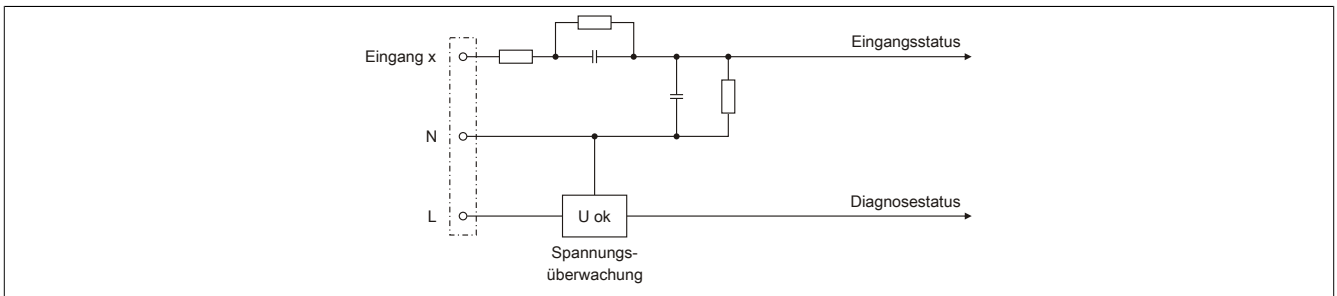 Eingangsstatus
Eingang x
N
L
U ok
Diagnosestatus
Spannungs-
überwachung